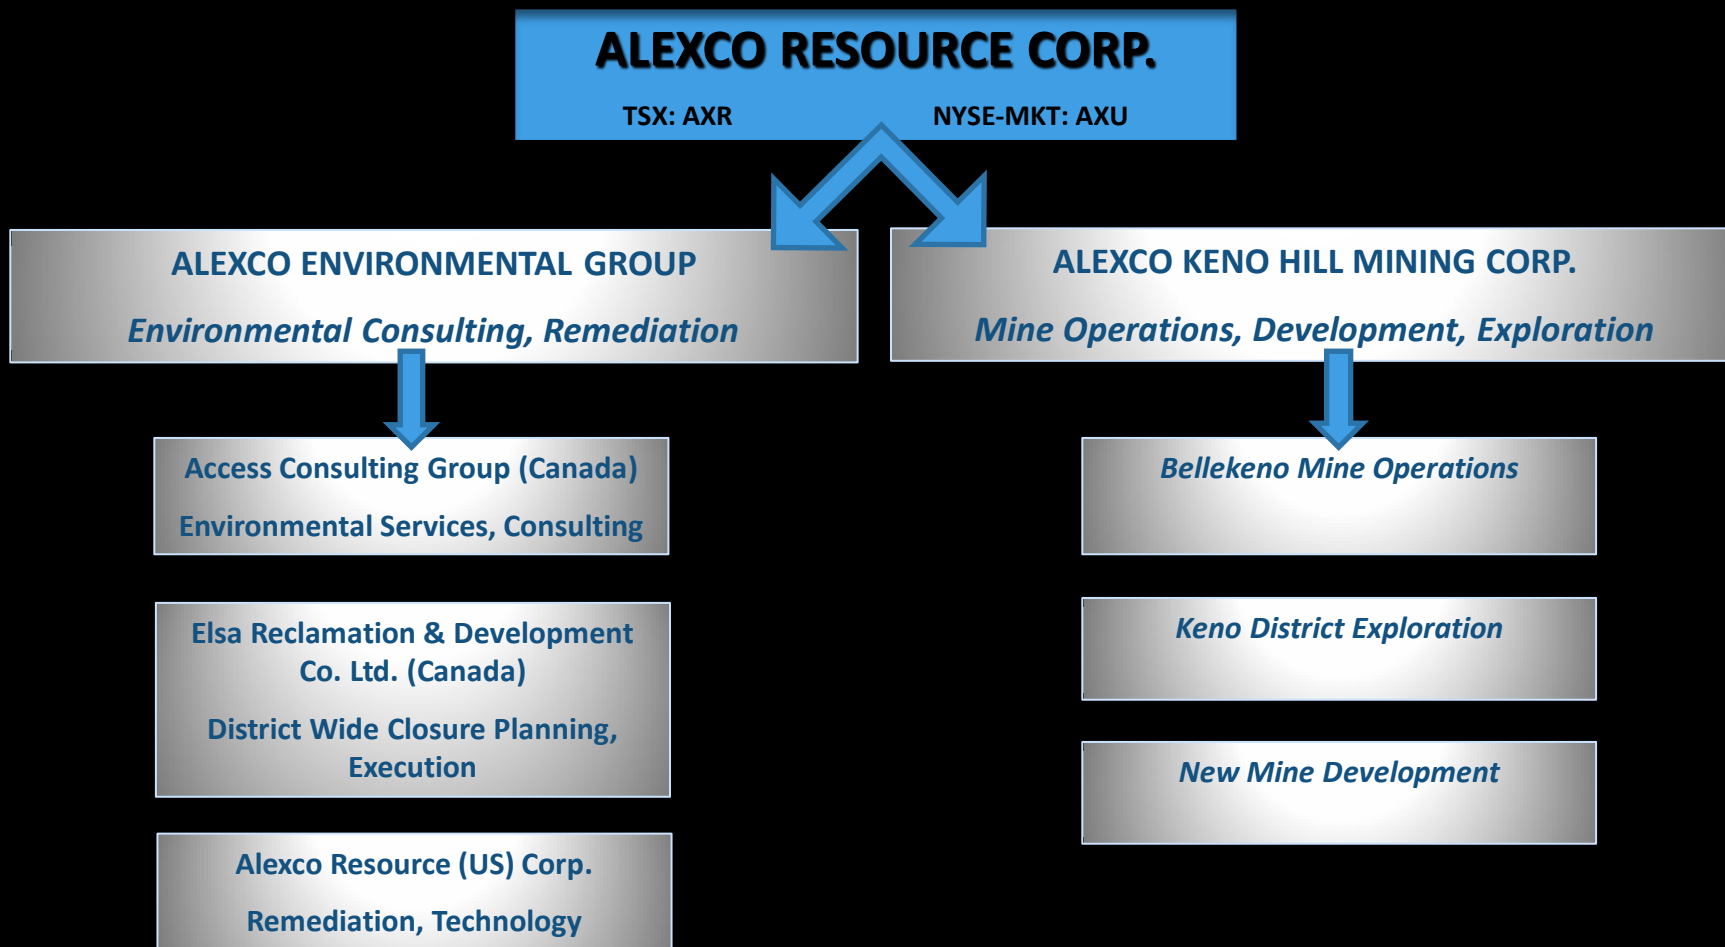 ALEXCO RESOURCE CORP.
TSX: AXR NYSE-MKT: AXU
ALEXCO ENVIRONMENTAL GROUP
Environmental Consulting, Remediation
ALEXCO KENO HILL MINING CORP.
Mine Operations, Development, Exploration
Access Consulting Group (Canada)
Environmental Services, Consulting
Elsa Reclamation & Development
Co. Ltd. (Canada)
District Wide Closure Planning,
Execution
Alexco Resource (US) Corp.
Remediation, Technology
Bellekeno Mine Operations
Keno District Exploration
New Mine Development